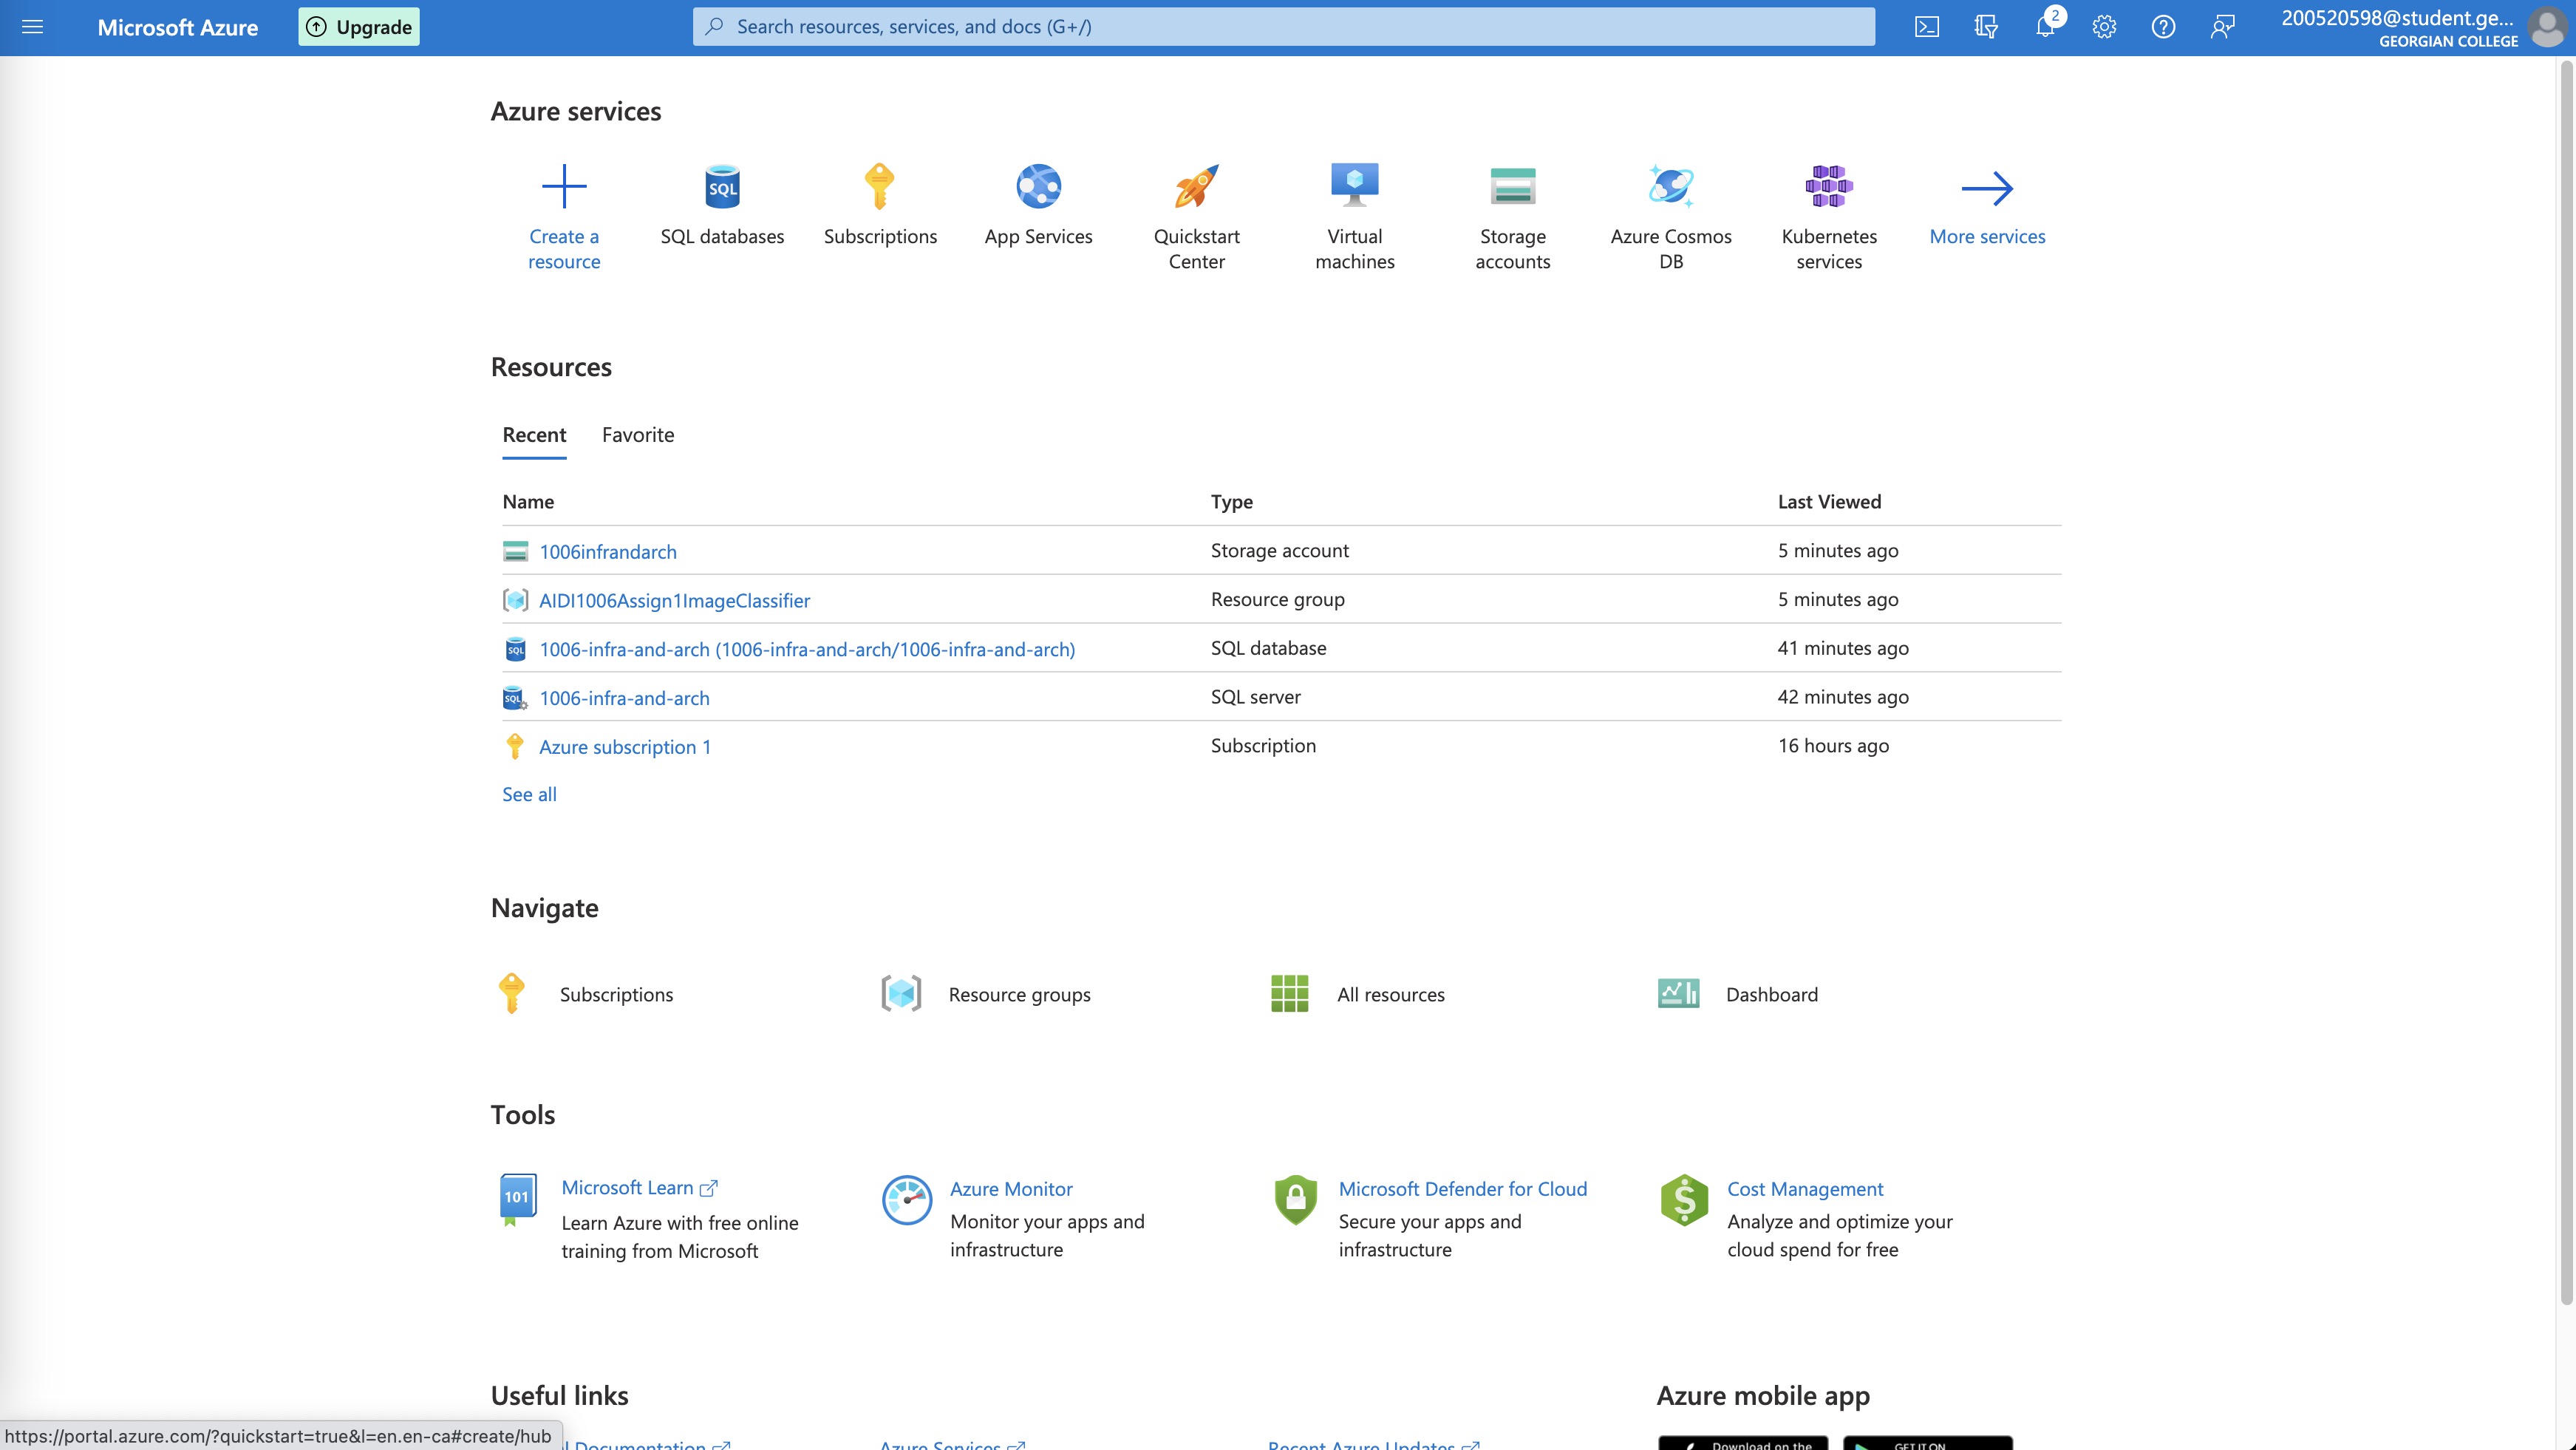 Microsoft Azure
Upgrade
Search resources, services, and docs (G+/)
2
200520598@student.ge...
GEORGIAN COLLEGE
Azure services
Create a
resource
SQL
SQL databases
Subscriptions
App Services
Quickstart
Center
Virtual
machines
Storage
accounts
Azure Cosmos
DB
Kubernetes
services
More services
Resources
Recent
Favorite
Name
Type
Last Viewed
1006infrandarch
Storage account
5 minutes ago
AIDI1006Assign1ImageClassifier
Resource group
5 minutes ago
SQL
1006-infra-and-arch (1006-infra-and-arch/1006-infra-and-arch)
SQL database
41 minutes ago
SQL
1006-infra-and-arch
SQL server
42 minutes ago
Azure subscription 1
Subscription
16 hours ago
See all
Navigate
Subscriptions
Resource groups
All resources
Dashboard
Tools
101
Microsoft Learn
Learn Azure with free online
training from Microsoft
Azure Monitor
Monitor your apps and
infrastructure
Microsoft Defender for Cloud
Secure your apps and
infrastructure
$
Cost Management
Analyze and optimize your
cloud spend for free
Useful links
Azure mobile app
https://portal.azure.com/?quickstart=true&l=en.en-ca#create/hub
Documentation
Azure Services
Recent Azure Updates
Download on the
GET IT ON